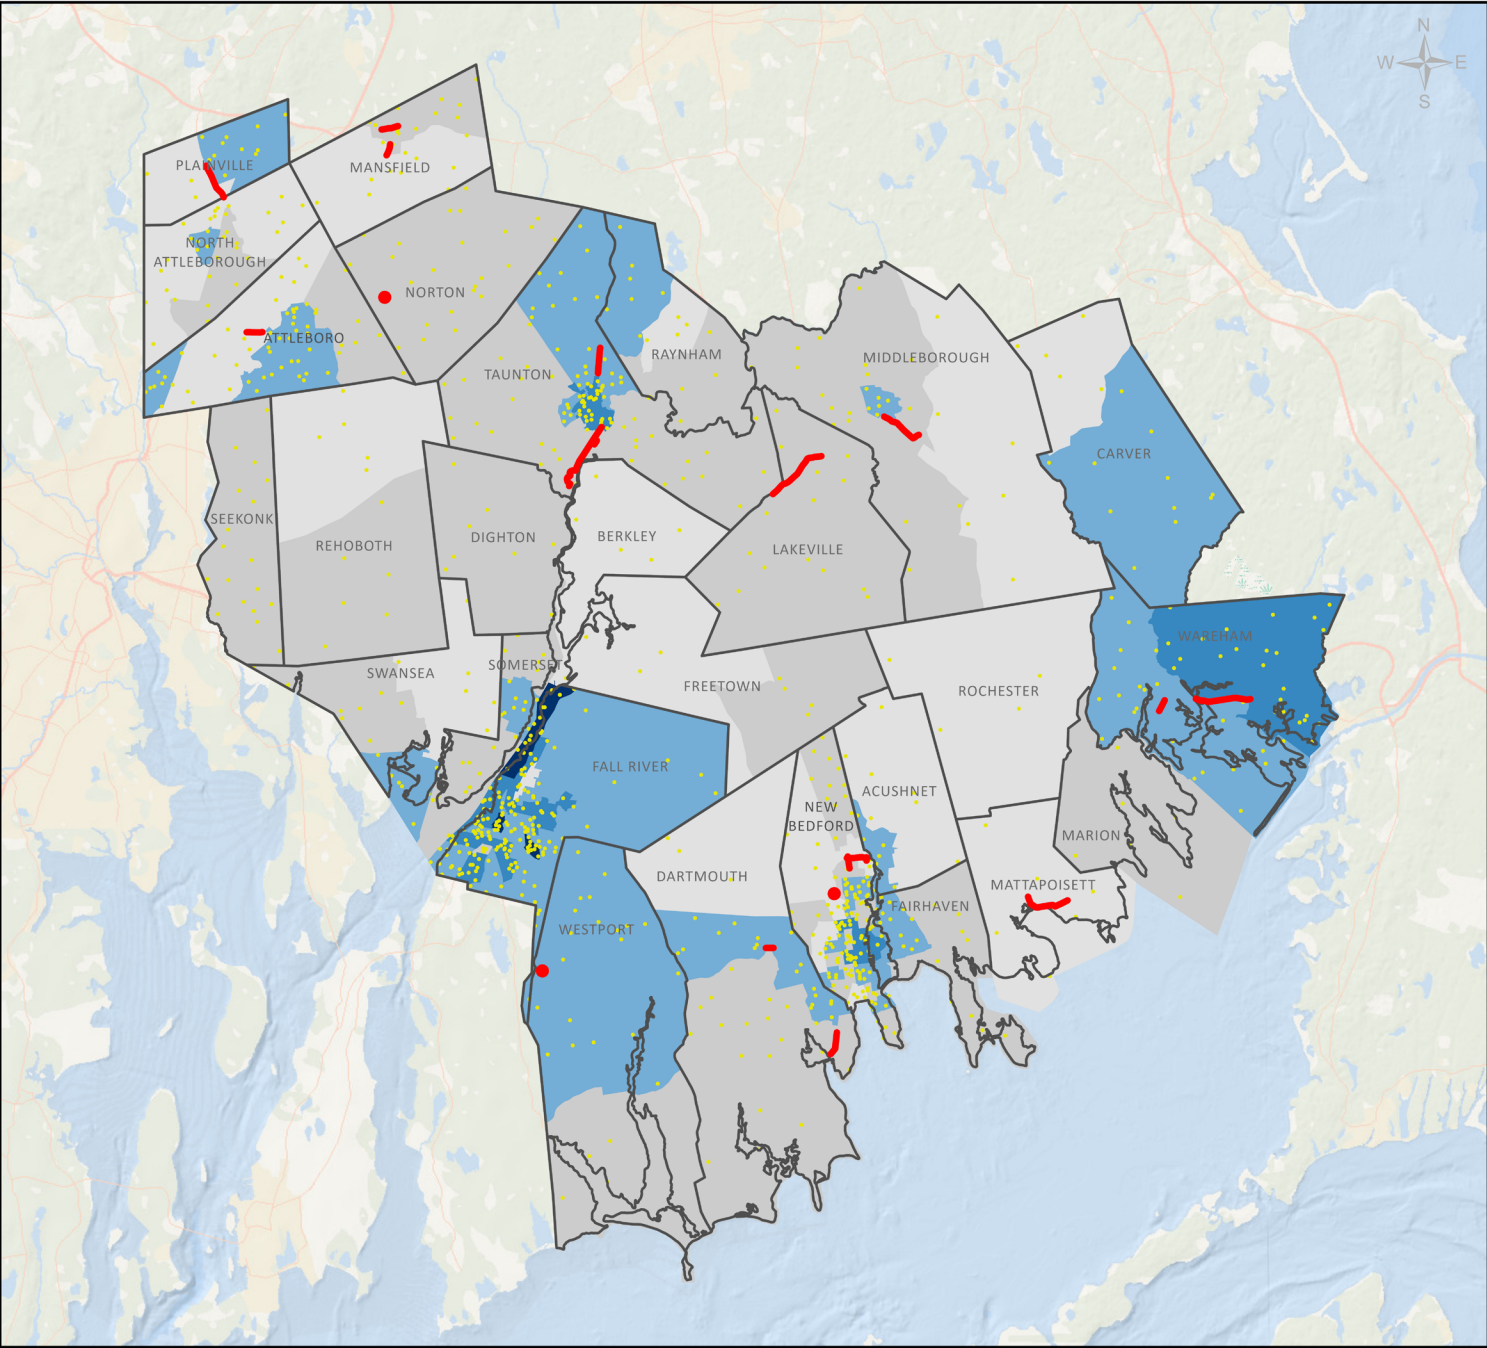 N
W E
S
PLAINVILLE
MANSFIELD
NORTH
ATTLEBOROUGH
NORTON
ATTLEBORO
TAUNTON
RAYNHAM
MIDDLEBOROUGH
CARVER
SEEKONK
REHOBOTH
DIGHTON
BERKLEY
LAKEVILLE
WAREHAM
SWANSEA
SOMERSET
FREETOWN
ROCHESTER
FALL RIVER
NEW
BEDFORD
ACUSHNET
MARION
DARTMOUTH
MATTAPOISETT
FAIRHAVEN
WESTPORT